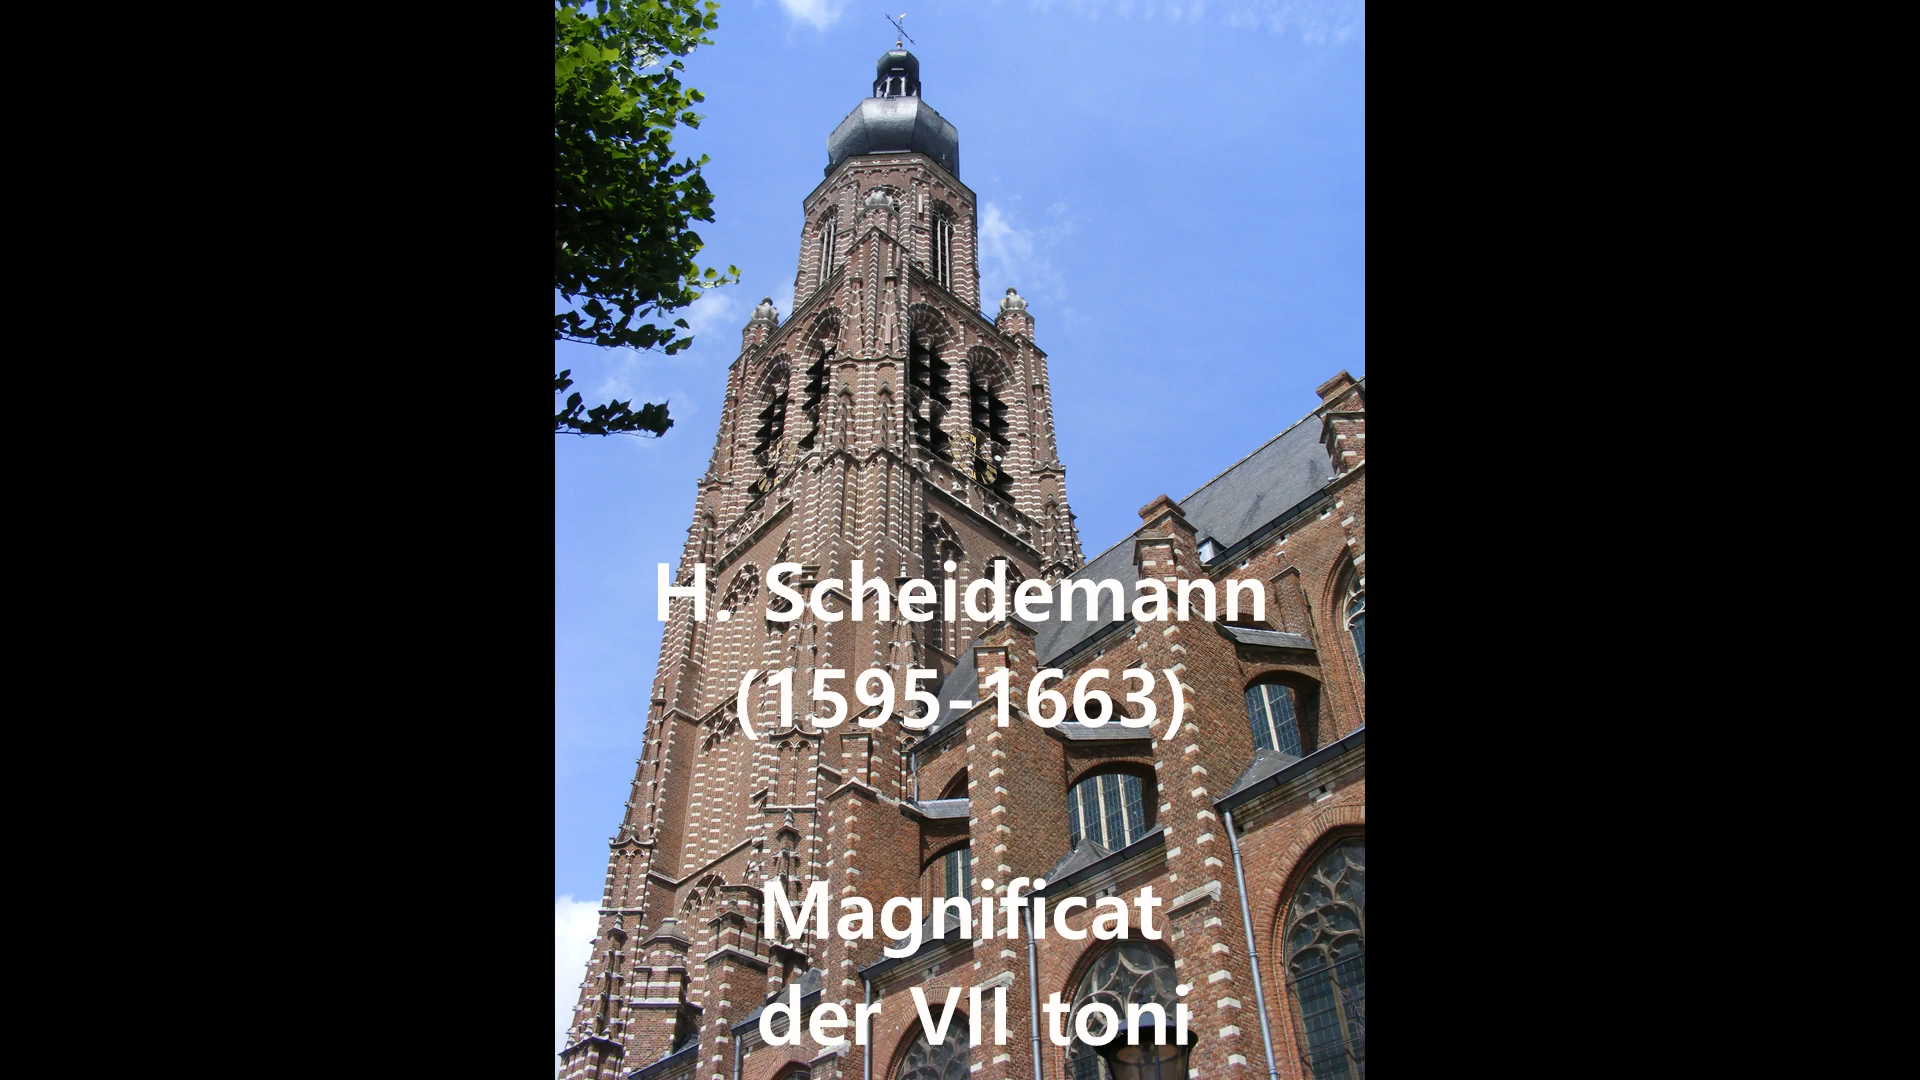 H. Scheidemann
(1595-1663)
Magnificat
der VII toni